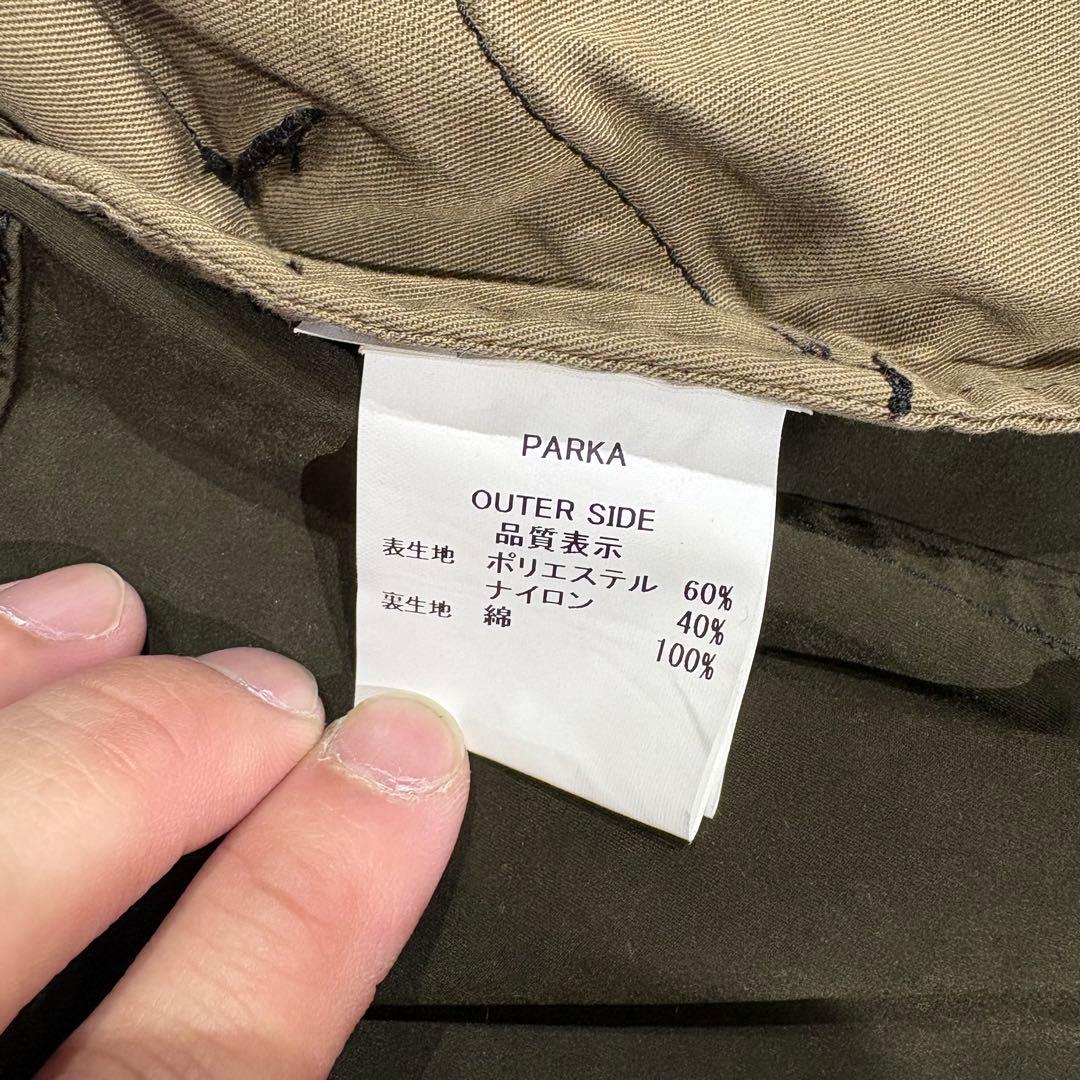 PARKA
OUTER SIDE
品質表示
表生地 ポリエステル 60%
ナイロン 40%
裏生地 綿 100%